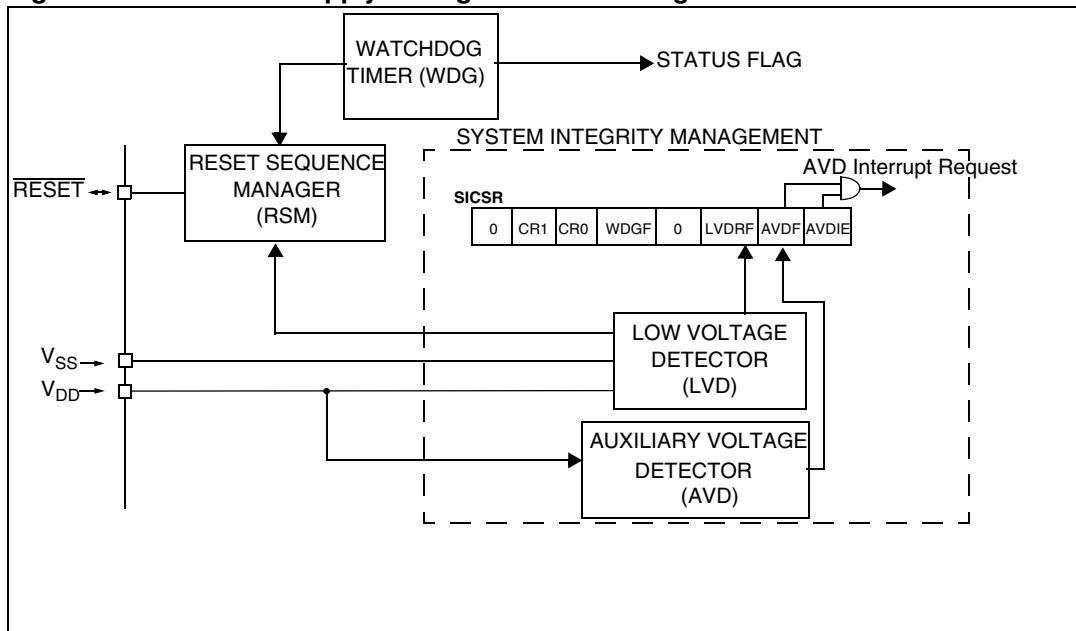 WATCHDOG
TIMER (WDG)
STATUS FLAG
SYSTEM INTEGRITY MANAGEMENT
RESET SEQUENCE
MANAGER
(RSM)
RESET
AVD Interrupt Request
SICSR
0 CR1 CR0 WDGF 0 LVDRF AVDF AVDIE
LOW VOLTAGE
DETECTOR
(LVD)
VSS
VDD
AUXILIARY VOLTAGE
DETECTOR
(AVD)